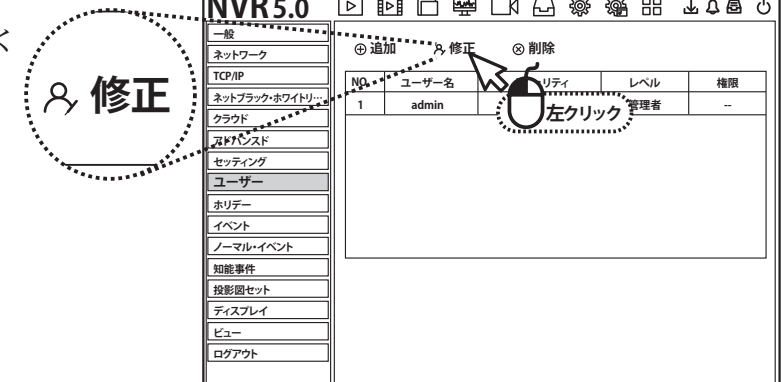 NVR 5.0
修正
一般
ネットワーク
TCP/IP
ネットブラック・ホワイトリ…
クラウド
アドバンスド
セッティング
ユーザー
ホリデー
イベント
ノーマル・イベント
知能事件
投影図セット
ディスプレイ
ビュー
ログアウト
追加 修正 削除
NO. ユーザー名 リティ レベル 権限
1 admin 管理者 --
左クリック